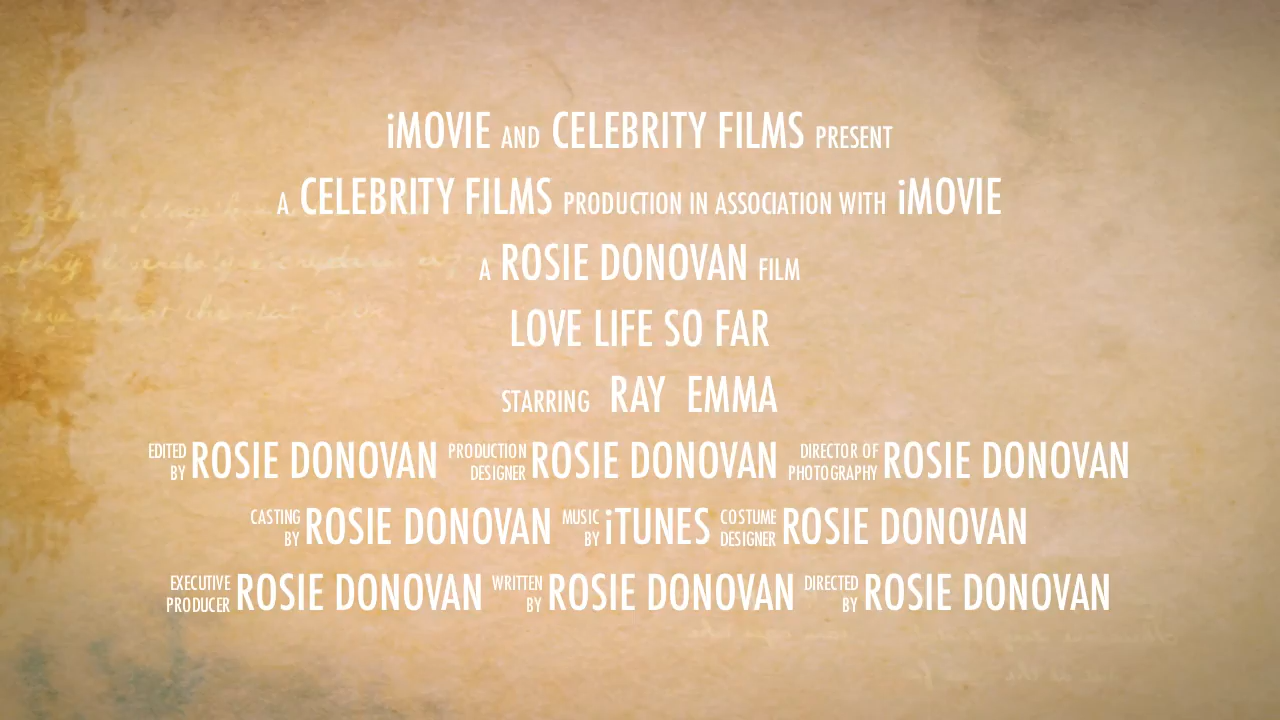 iMOVIE AND CELEBRITY FILMS PRESENT
A CELEBRITY FILMS PRODUCTION IN ASSOCIATION WITH iMOVIE
A ROSIE DONOVAN FILM
LOVE LIFE SO FAR
STARRING RAY EMMA
EDITED BY ROSIE DONOVAN PRODUCTION DESIGNER ROSIE DONOVAN DIRECTOR OF PHOTOGRAPHY ROSIE DONOVAN
CASTING BY ROSIE DONOVAN MUSIC BY iTUNES COSTUME DESIGNER ROSIE DONOVAN
EXECUTIVE PRODUCER ROSIE DONOVAN WRITTEN BY ROSIE DONOVAN DIRECTED BY ROSIE DONOVAN